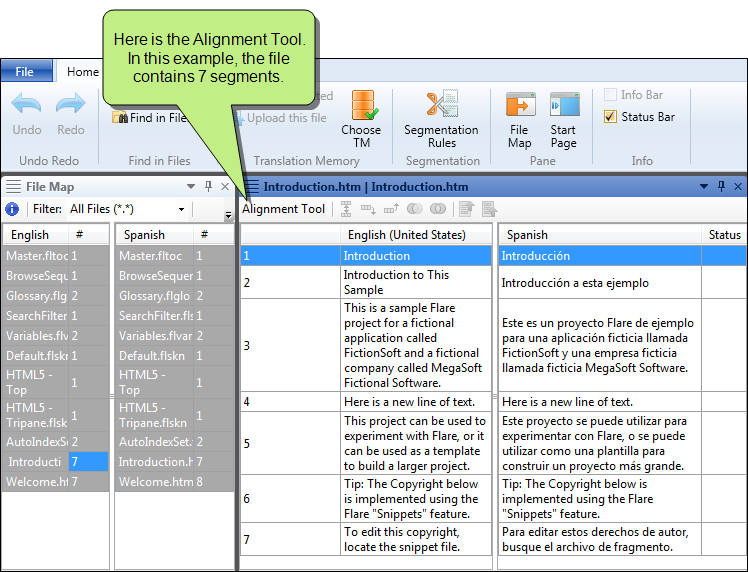 Here is the Alignment Tool.
In this example, the file
contains 7 segments.
File
Home
Undo
Redo
Find in File
Upload this file
Choose
TM
Segmentation
Rules
File
Map
Start
Page
Info Bar
Status Bar
Undo Redo
Find in Files
Translation Memory
Segmentation
Pane
Info
File Map
Introduction.htm | Introduction.htm
Filter: All Files (*.*)
Alignment Tool
English # Spanish #
Master.fltoc 1 Master.fltoc 1
BrowseSequer 1 BrowseSequer 1
Glossary.flg 2 Glossary.flglo 2
SearchFilter 1 SearchFilter.fls 1
Variables.flv 2 Variables.flvar 2
Default.flskn 1 Default.flskn 1
HTML5 -
Top 1
HTML5 -
Top 1
HTML5 -
Tripane.flskn 1
HTML5 -
Tripane.flskn 1
AutoIndexSe 2 AutoIndexSet. 2
Introducti 7 Introduction.h 7
Welcome.ht 7 Welcome.htm 8
English (United States) Spanish Status
1 Introduction Introducción
2 Introduction to This
Sample
Introducción a esta ejemplo
3 This is a sample Flare
project for a fictional
application called
FictionSoft and a fictional
company called MegaSoft
Fictional Software.
Este es un proyecto Flare de ejemplo
para una aplicación ficticia llamada
FictionSoft y una empresa ficticia
llamada ficticia MegaSoft Software.
4 Here is a new line of text. Here is a new line of text.
5 This project can be used to
experiment with Flare, or it
can be used as a template
to build a larger project.
Este proyecto se puede utilizar para
experimentar con Flare, o se puede
utilizar como una plantilla para
construir un proyecto más grande.
6 Tip: The Copyright below
is implemented using the
Flare "Snippets" feature.
Tip: The Copyright below
is implemented using the Flare
"Snippets" feature.
7 To edit this copyright,
locate the snippet file.
Para editar estos derechos de autor,
busque el archivo de fragmento.